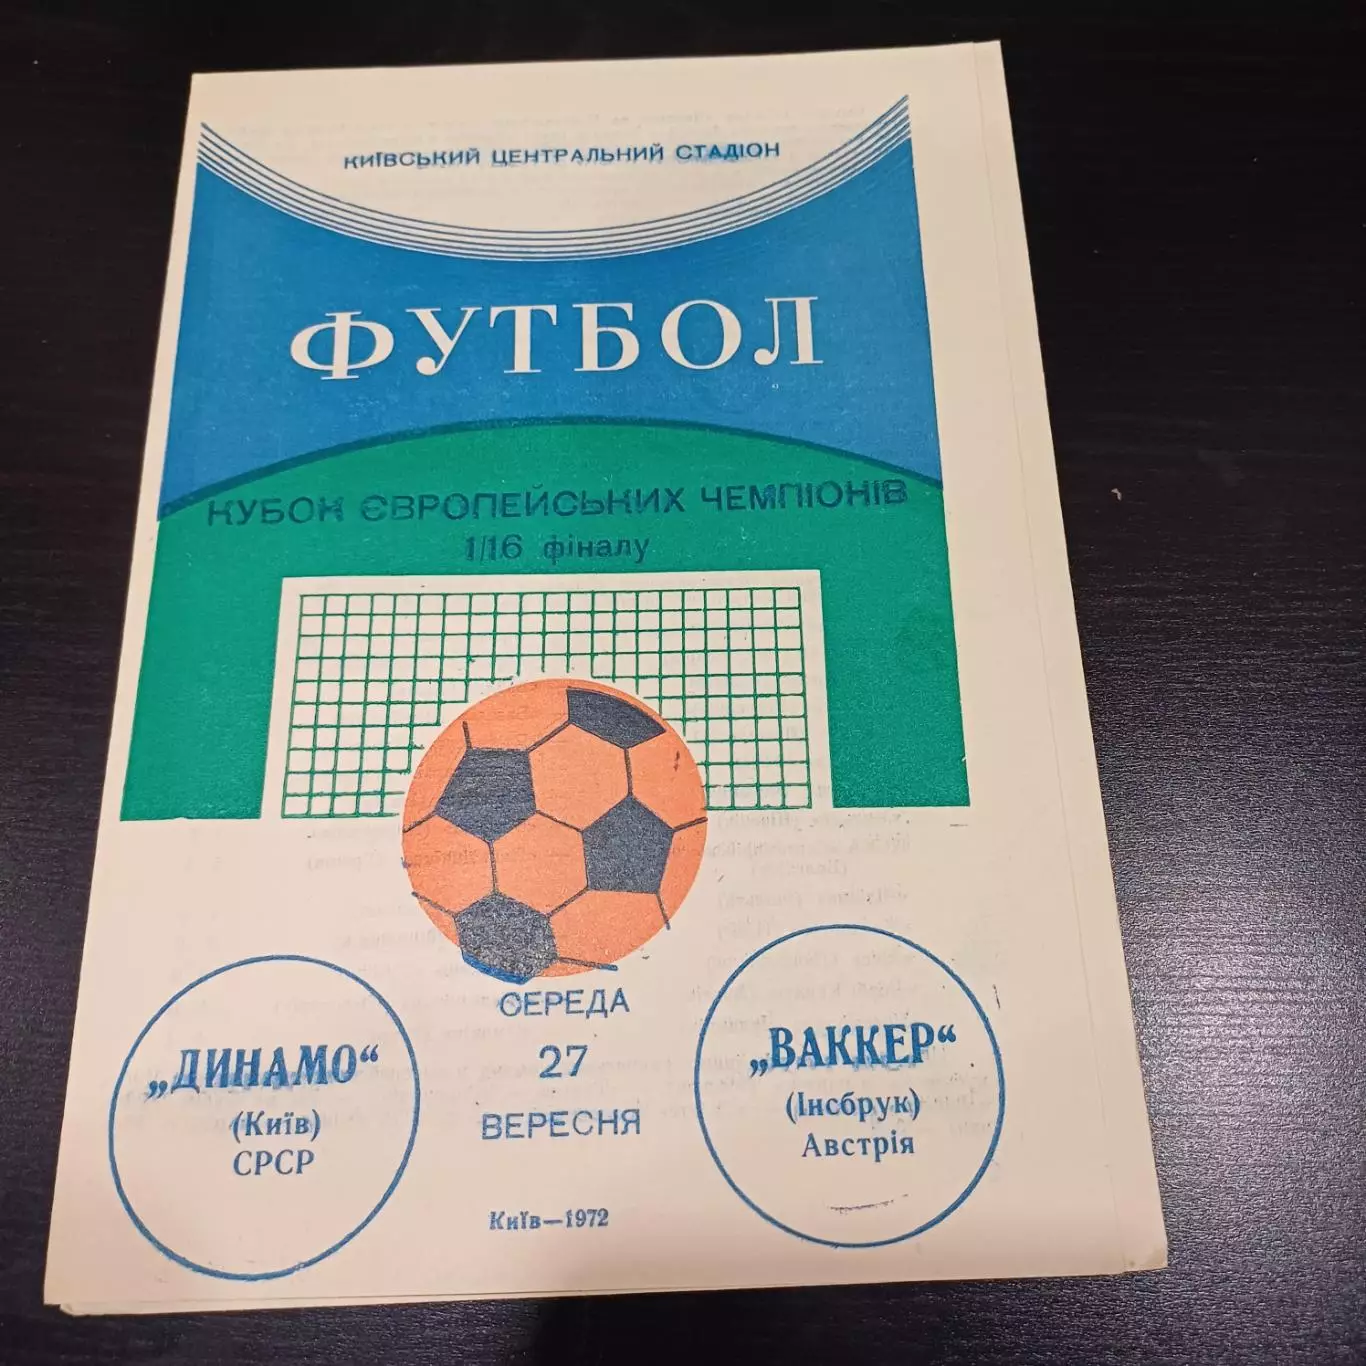 КИЇВСЬКИЙ ЦЕНТРАЛЬНИЙ СТАДІОН
ФУТБОЛ
КУБОК ЄВРОПЕЙСЬКИХ ЧЕМПІОНІВ
1/16 фіналу
СЕРЕДА
27
ВЕРЕСНЯ
„ДИНАМО“
(Київ)
СРСР
„ВАККЕР“
(Інсбрук)
Австрія
Київ—1972